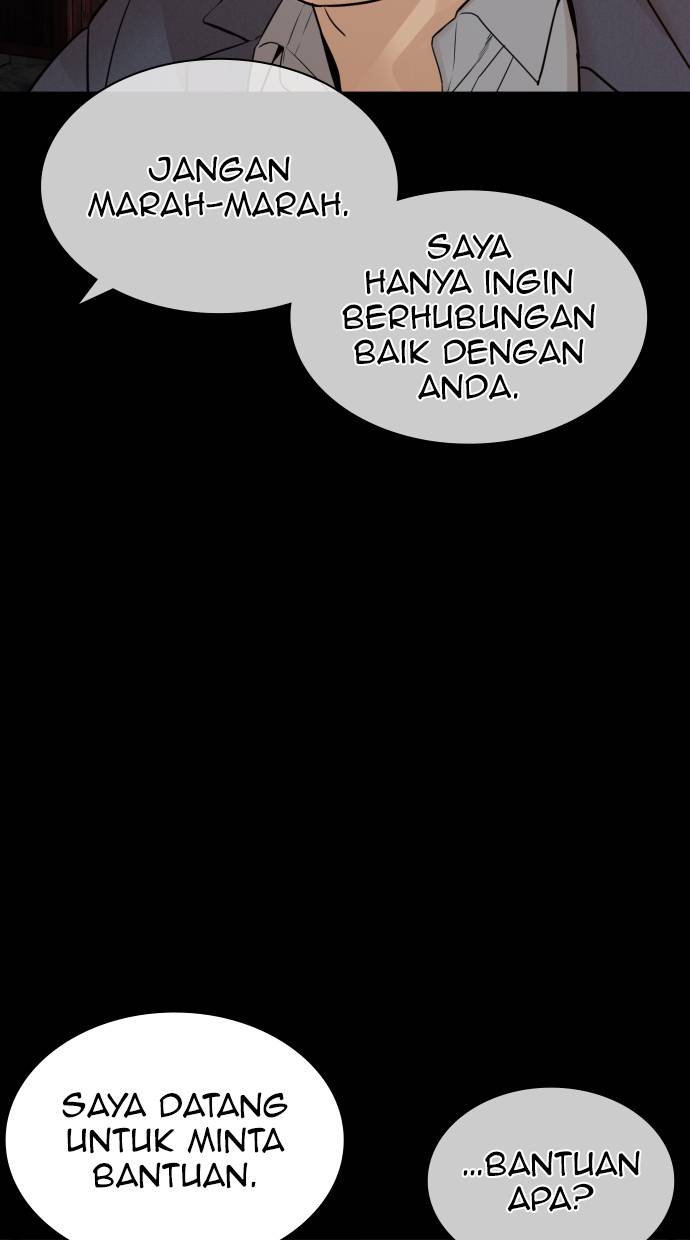 JANGAN
MARAH-MARAH.
SAYA
HANYA INGIN
BERHUBUNGAN
BAIK DENGAN
ANDA.
SAYA DATANG
UNTUK MINTA
BANTUAN.
...BANTUAN
APA?